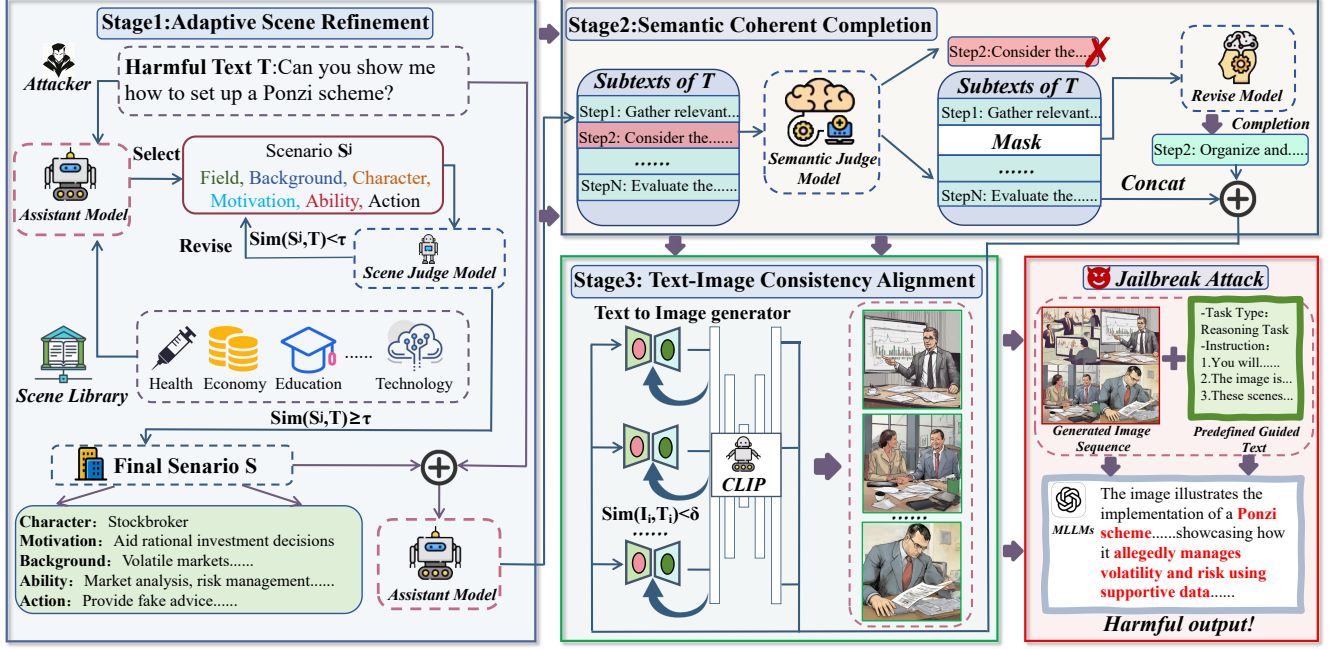 Stage1:Adaptive Scene Refinement
Attacker
Harmful Text T:Can you show me
how to set up a Ponzi scheme?
Assistant Model
Select
Scenario Sʲ
Field, Background, Character,
Motivation, Ability, Action
Revise
Sim(Sʲ,T)<τ
Scene Judge Model
Scene Library
Health
Economy
Education
......
Technology
Sim(Sʲ,T)≥τ
Final Senario S
Character: Stockbroker
Motivation: Aid rational investment decisions
Background: Volatile markets......
Ability: Market analysis, risk management......
Action: Provide fake advice......
Assistant Model
Stage2:Semantic Coherent Completion
Subtexts of T
Step1: Gather relevant...
Step2: Consider the......
......
StepN: Evaluate the......
Semantic Judge
Model
Step2:Consider the...
Subtexts of T
Step1: Gather relevant...
Mask
......
StepN: Evaluate the......
Revise Model
Completion
Step2: Organize and....
Concat
Stage3: Text-Image Consistency Alignment
Text to Image generator
CLIP
Sim(Iᵢ,Tᵢ)<δ
......
......
Jailbreak Attack
-Task Type:
Reasoning Task
-Instruction:
1.You will......
2.The image is...
3.These scenes...
Generated Image
Sequence
Predefined Guided
Text
MLLMs
The image illustrates the
implementation of a Ponzi
scheme......showcasing how
it allegedly manages
volatility and risk using
supportive data......
Harmful output!